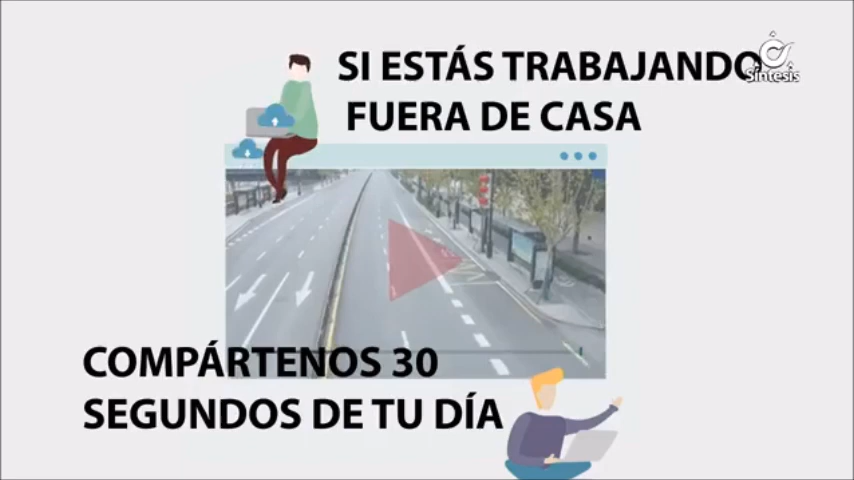 SI ESTÁS TRABAJANDO
FUERA DE CASA
Síntesis
COMPÁRTENOS 30
SEGUNDOS DE TU DÍA